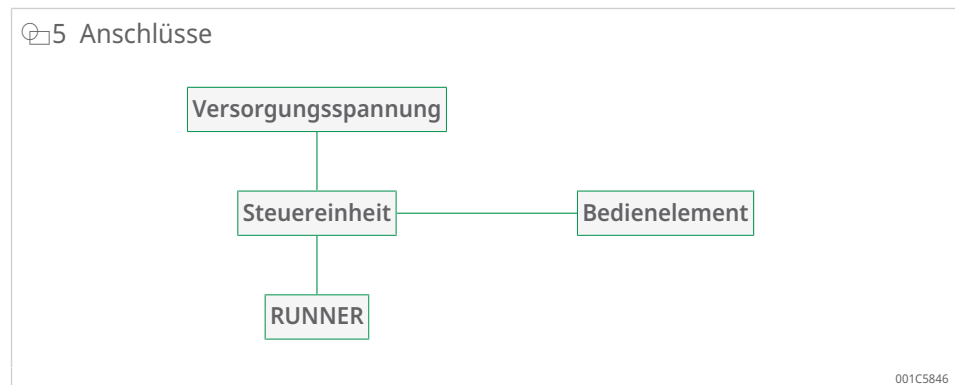 5 Anschlüsse
Versorgungsspannung
Steuereinheit
Bedienelement
RUNNER
001C5846